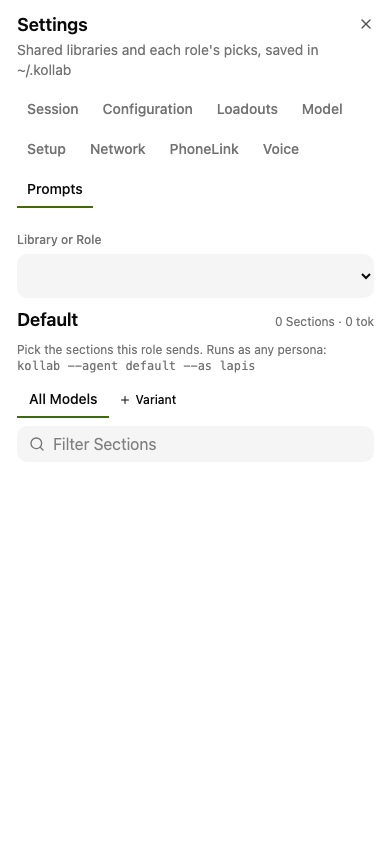 Settings
Shared libraries and each role's picks, saved in
~/.kollab
Session Configuration Loadouts Model
Setup Network PhoneLink Voice
Prompts
Library or Role
Default 0 Sections · 0 tok
Pick the sections this role sends. Runs as any persona:
kollab --agent default --as lapis
All Models + Variant
Filter Sections